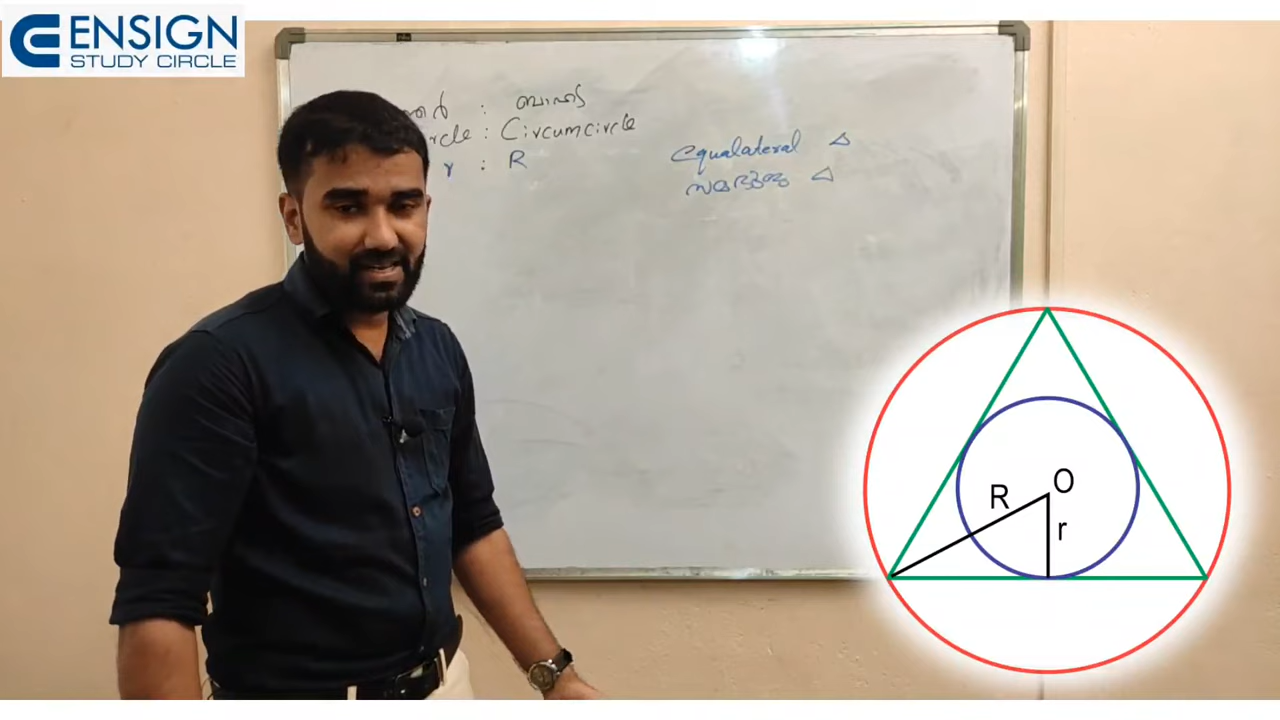 ENSIGN
STUDY CIRCLE
: ബാഹ്യ
: Circumcircle
r : R
Equalateral △
സമഭുജ △
R
O
r